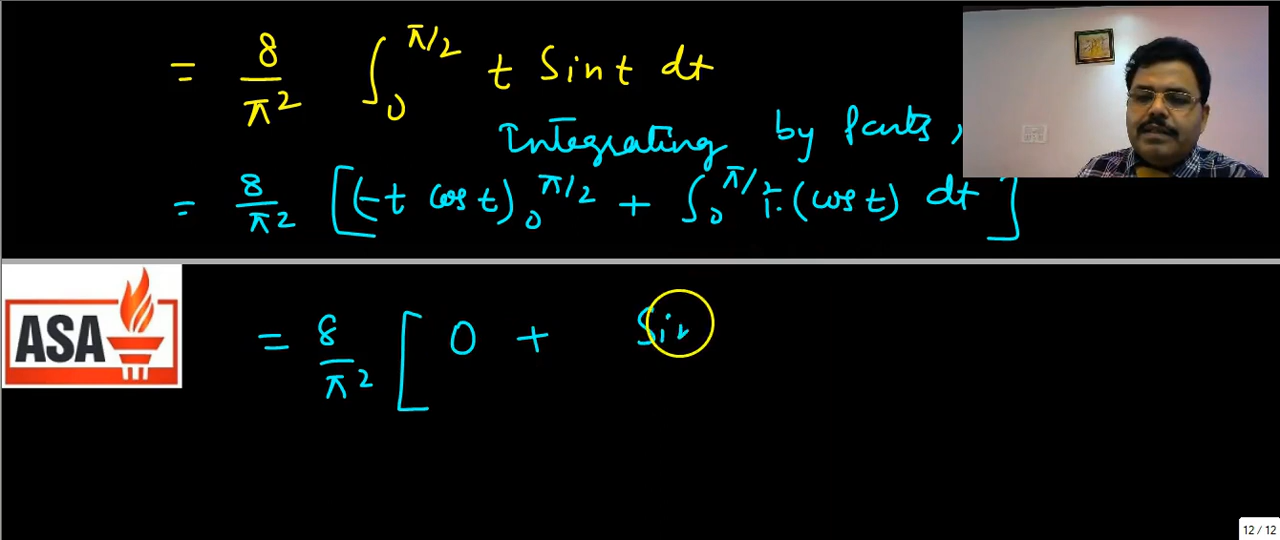 = 8/π² ∫₀^π/2 t Sint dt
Integrating by Parts,
= 8/π² [(-t cos t)₀^π/2 + ∫₀^π/2 1.(cos t) dt]
ASA
= 8/π² [ 0 + Sin
12 / 12